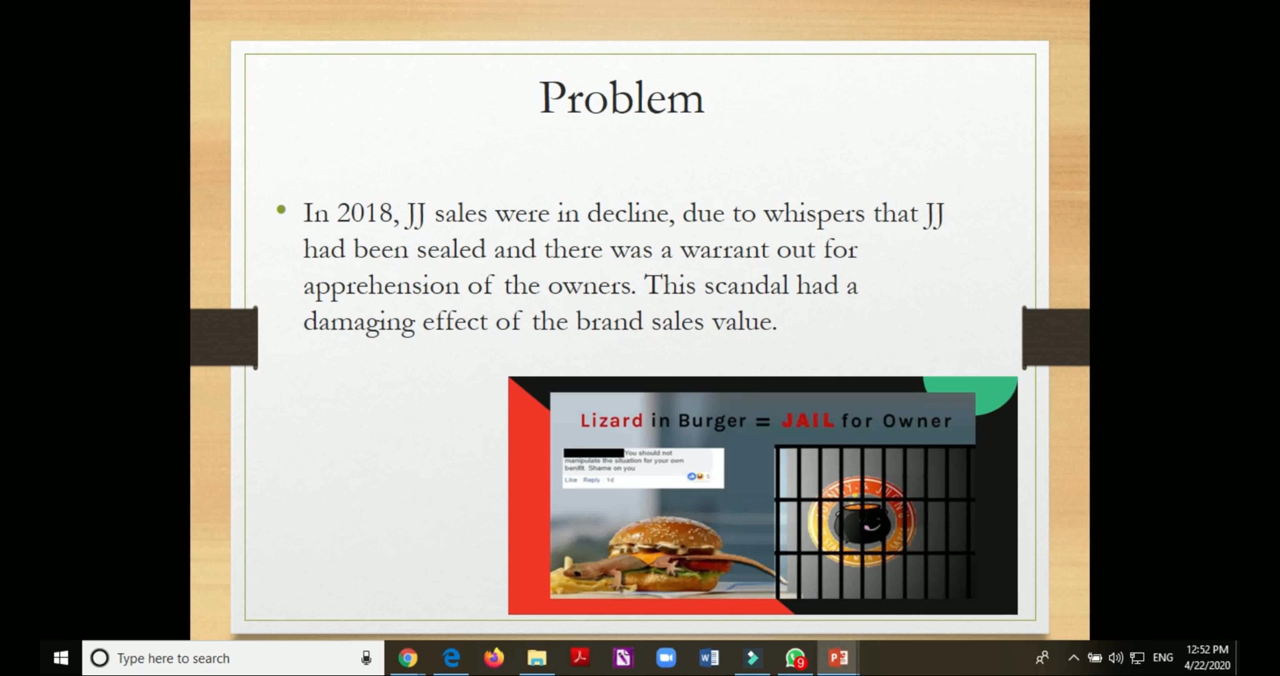 Problem
In 2018, JJ sales were in decline, due to whispers that JJ
had been sealed and there was a warrant out for
apprehension of the owners. This scandal had a
damaging effect of the brand sales value.
Lizard in Burger = JAIL for Owner
You should not
manipulate the situation for your own
benifit. Shame on you
Like Reply 1d
Type here to search
9
ENG
12:52 PM
4/22/2020